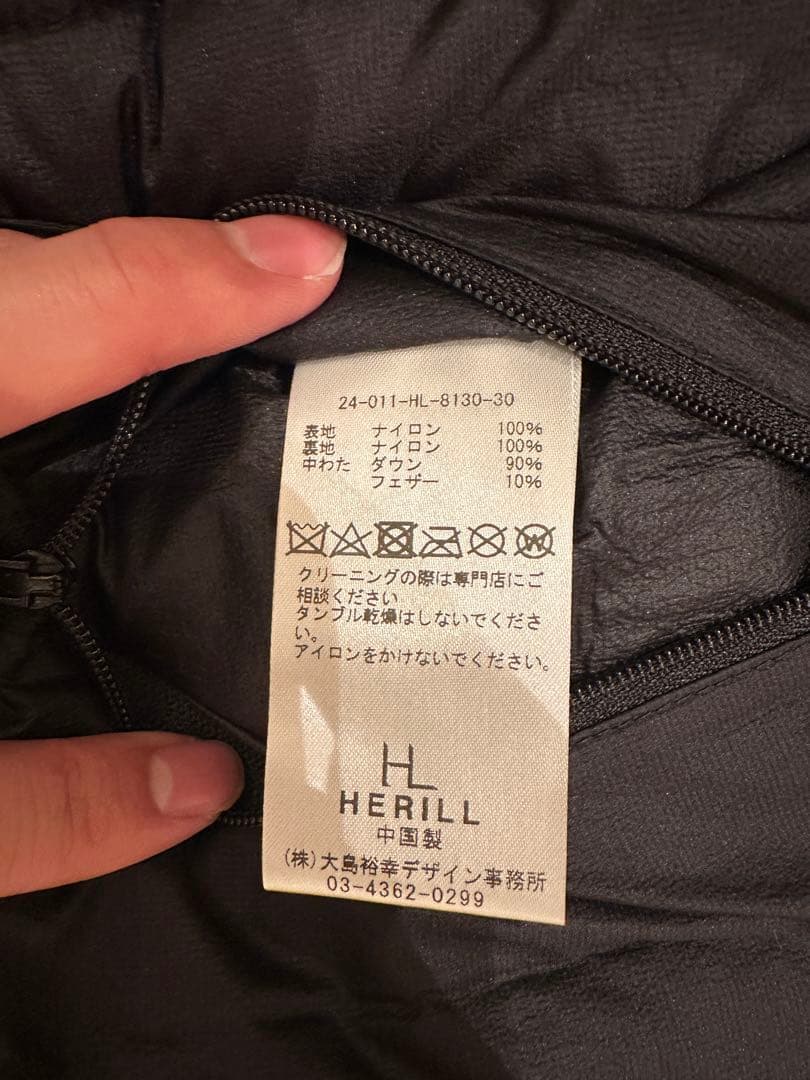 24-011-HL-8130-30
表地 ナイロン 100%
裏地 ナイロン 100%
中わた ダウン 90%
フェザー 10%
W
クリーニングの際は専門店にご
相談ください
タンブル乾燥はしないでくださ
い。
アイロンをかけないでください。
HL
HERILL
中国製
(株)大島裕幸デザイン事務所
03-4362-0299